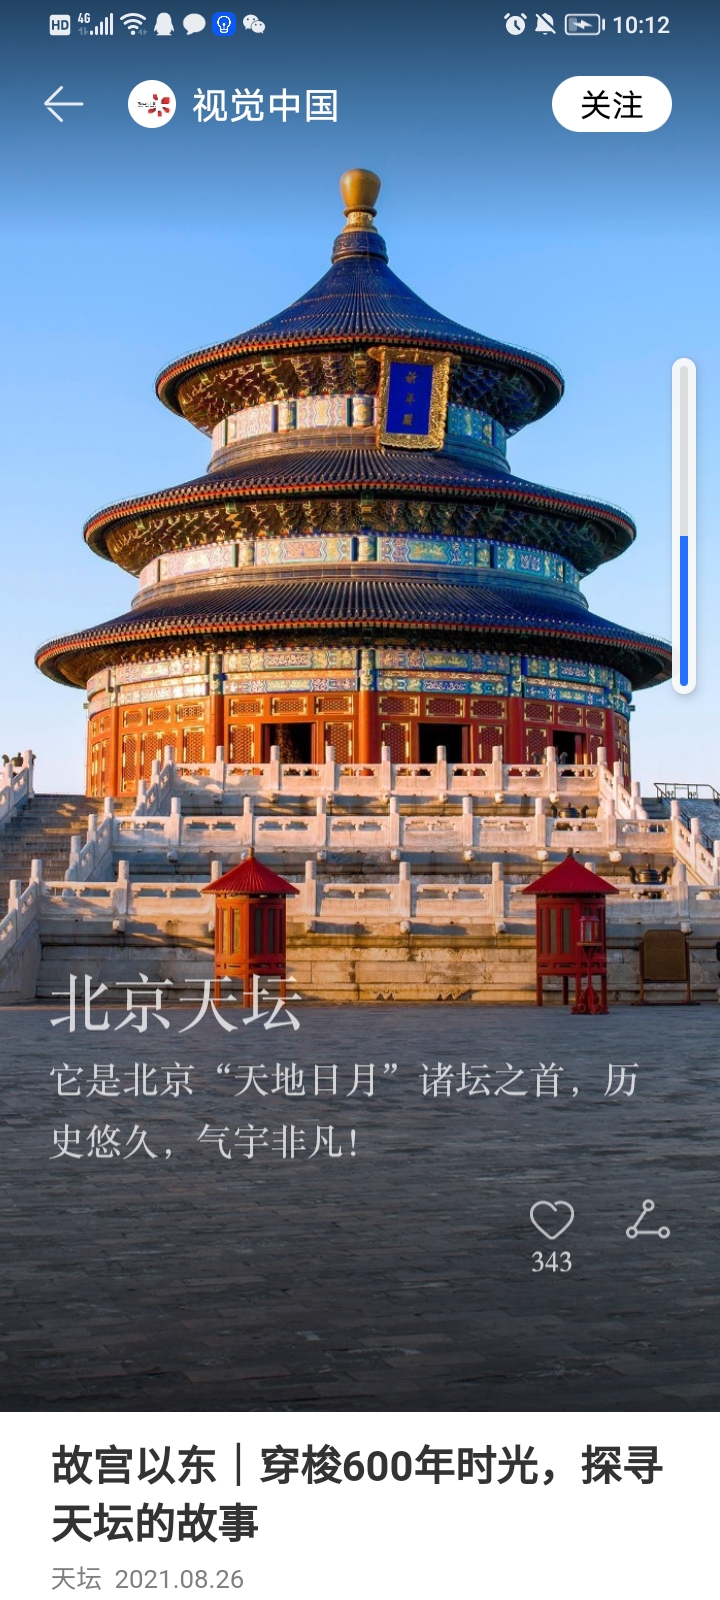 HD 4G 10:12
视觉中国
关注
祈年殿
北京天坛
它是北京“天地日月”诸坛之首，历
史悠久，气宇非凡！
343
故宫以东｜穿梭600年时光，探寻
天坛的故事
天坛 2021.08.26